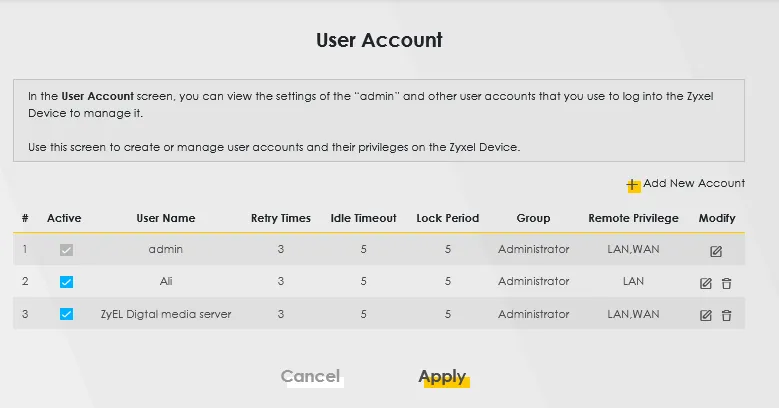 User Account
In the User Account screen, you can view the settings of the “admin” and other user accounts that you use to log into the Zyxel
Device to manage it.
Use this screen to create or manage user accounts and their privileges on the Zyxel Device.
+ Add New Account
# Active User Name Retry Times Idle Timeout Lock Period Group Remote Privilege Modify
1 admin 3 5 5 Administrator LAN,WAN
2 Ali 3 5 5 Administrator LAN
3 ZyEL Digtal media server 3 5 5 Administrator LAN,WAN
Cancel Apply